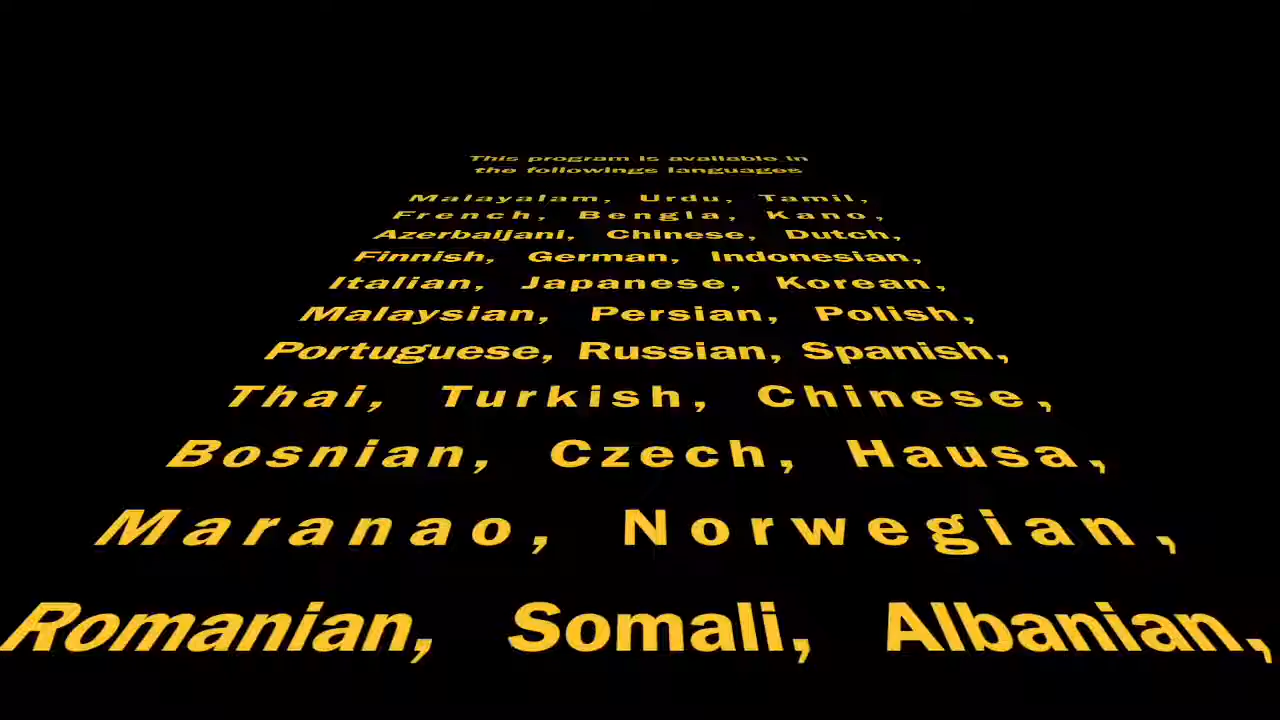 This program is available in
the followings languages
Malayalam, Urdu, Tamil,
French, Bengla, Kano,
Azerbaijani, Chinese, Dutch,
Finnish, German, Indonesian,
Italian, Japanese, Korean,
Malaysian, Persian, Polish,
Portuguese, Russian, Spanish,
Thai, Turkish, Chinese,
Bosnian, Czech, Hausa,
Maranao, Norwegian,
Romanian, Somali, Albanian,